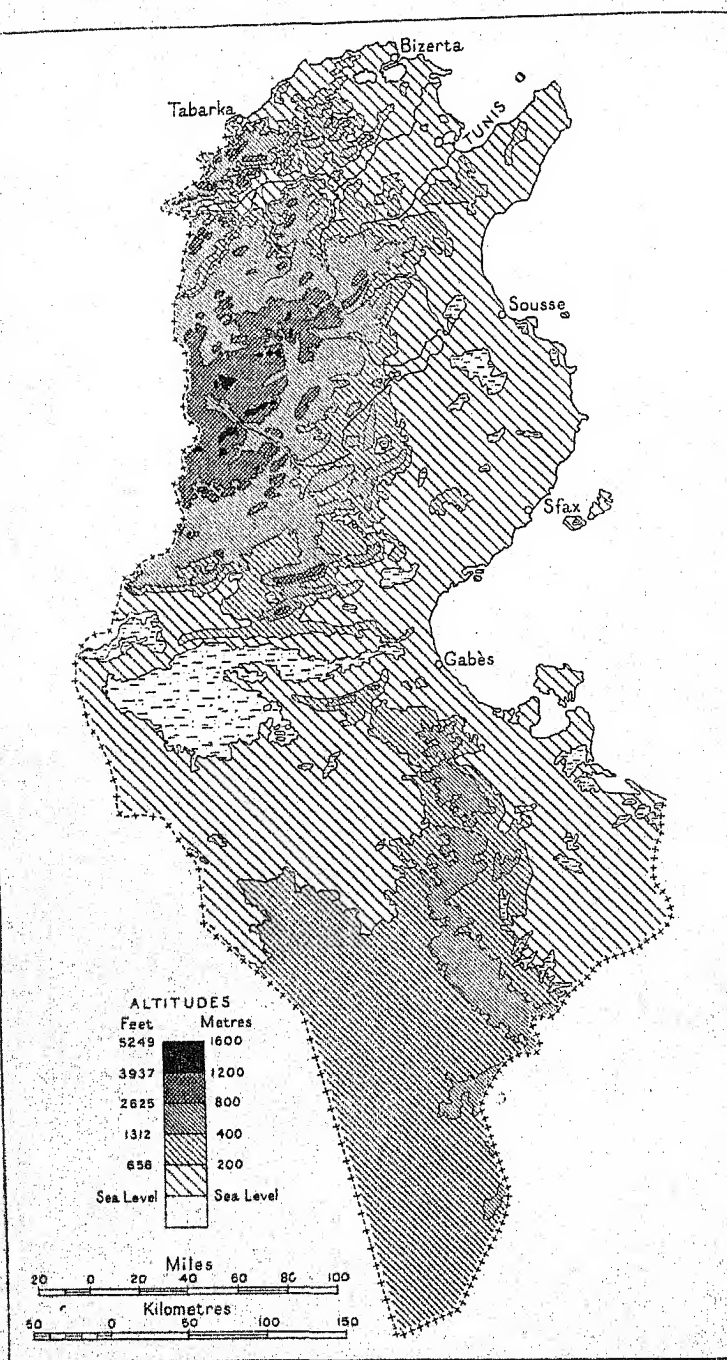 Bizerta
Tabarka
TUNIS
Sousse
Sfax
Gabès
ALTITUDES
Feet Metres
5249 1600
3937 1200
2625 800
1312 400
656 200
Sea Level Sea Level
Miles
20 0 20 40 60 80 100
Kilometres
50 0 50 100 150